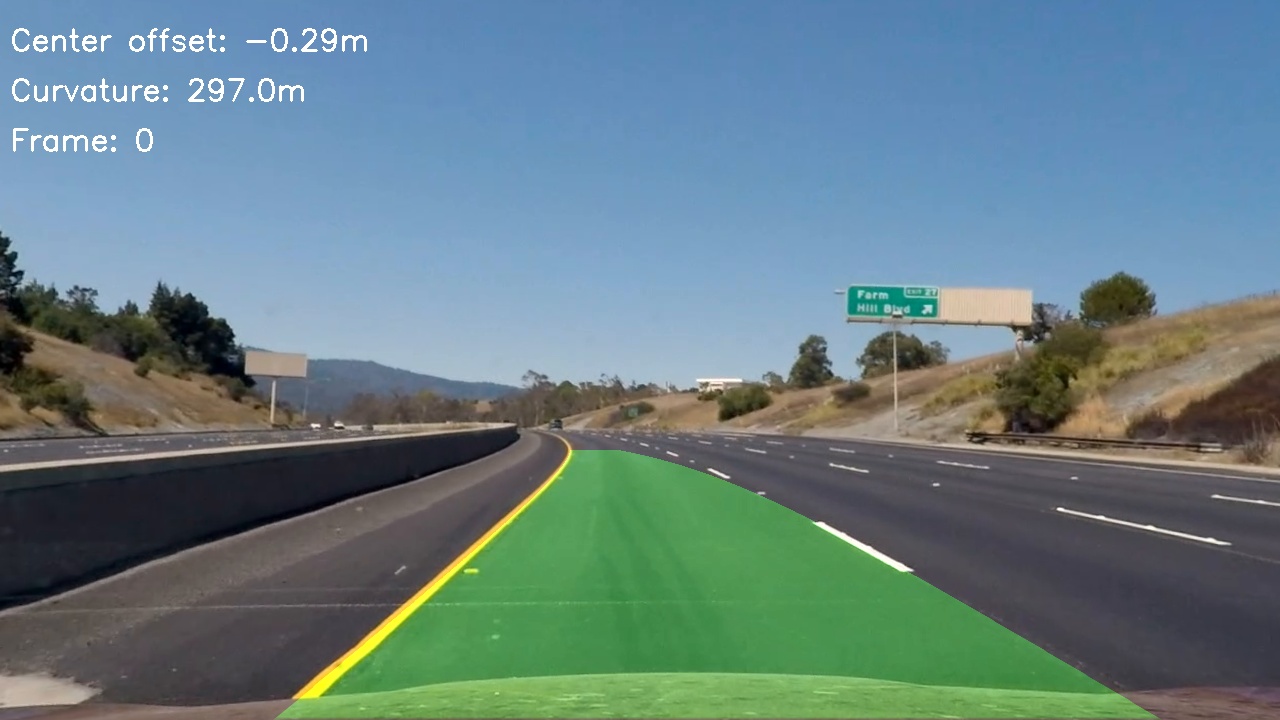 Center offset: −0.29m
Curvature: 297.0m
Frame: 0
EXIT 27
Farm
Hill Blvd